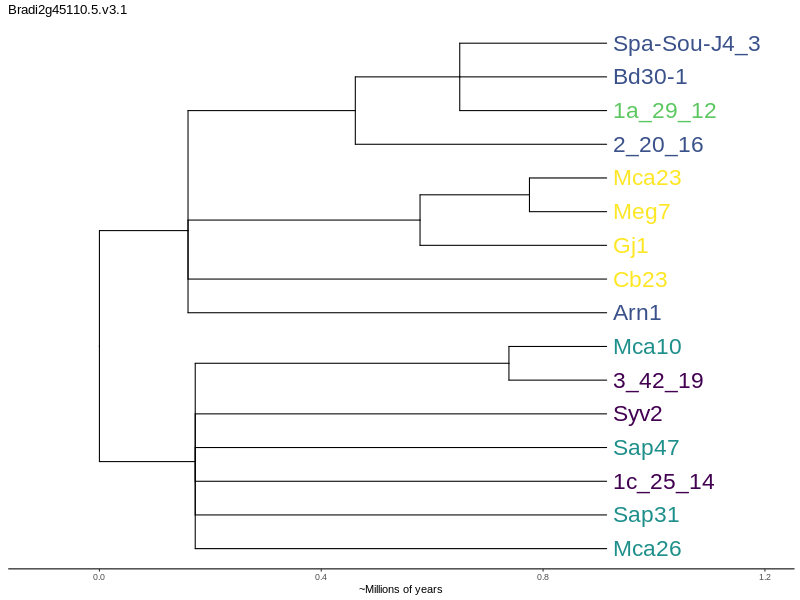 Bradi2g45110.5.v3.1
Spa-Sou-J4_3
Bd30-1
1a_29_12
2_20_16
Mca23
Meg7
Gj1
Cb23
Arn1
Mca10
3_42_19
Syv2
Sap47
1c_25_14
Sap31
Mca26
0.0 0.4 0.8 1.2
~Millions of years